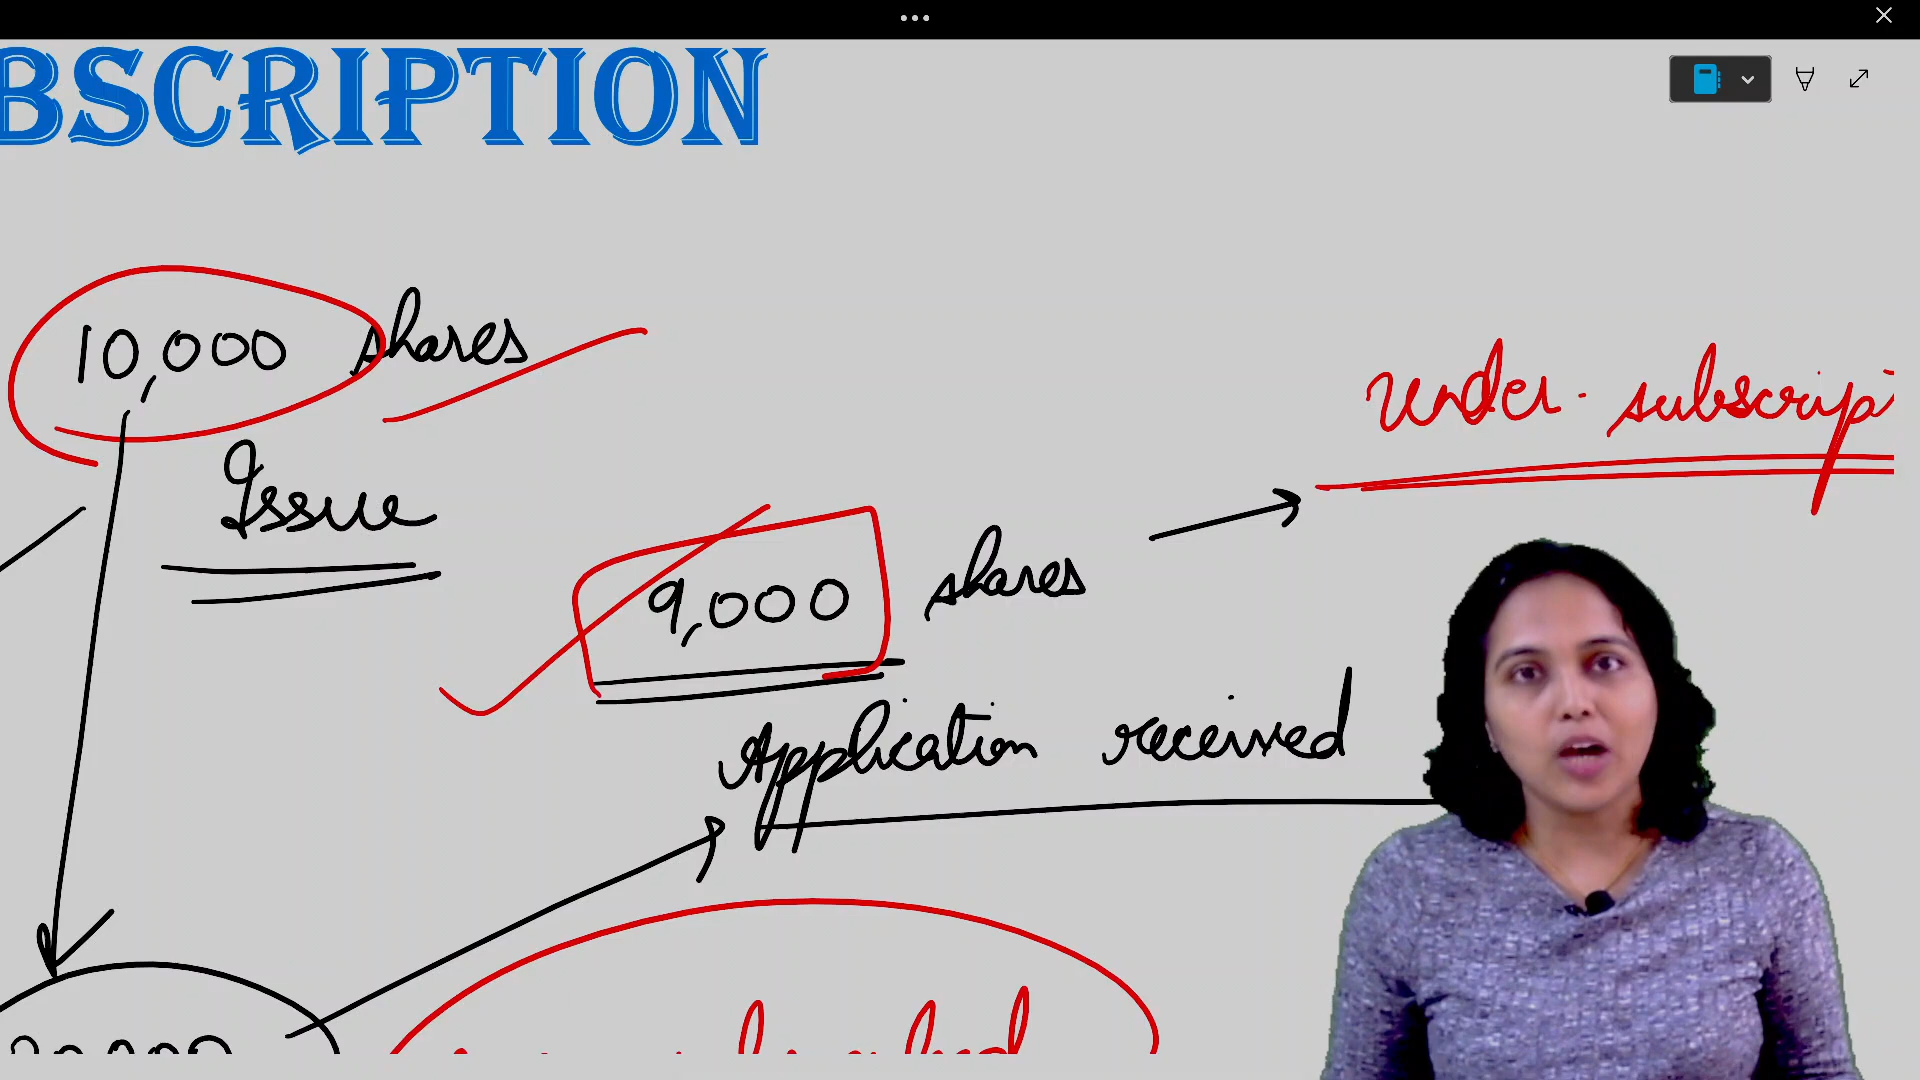 BSCRIPTION
10,000 shares
Issue
under-subscrip
9,000 shares
Application received